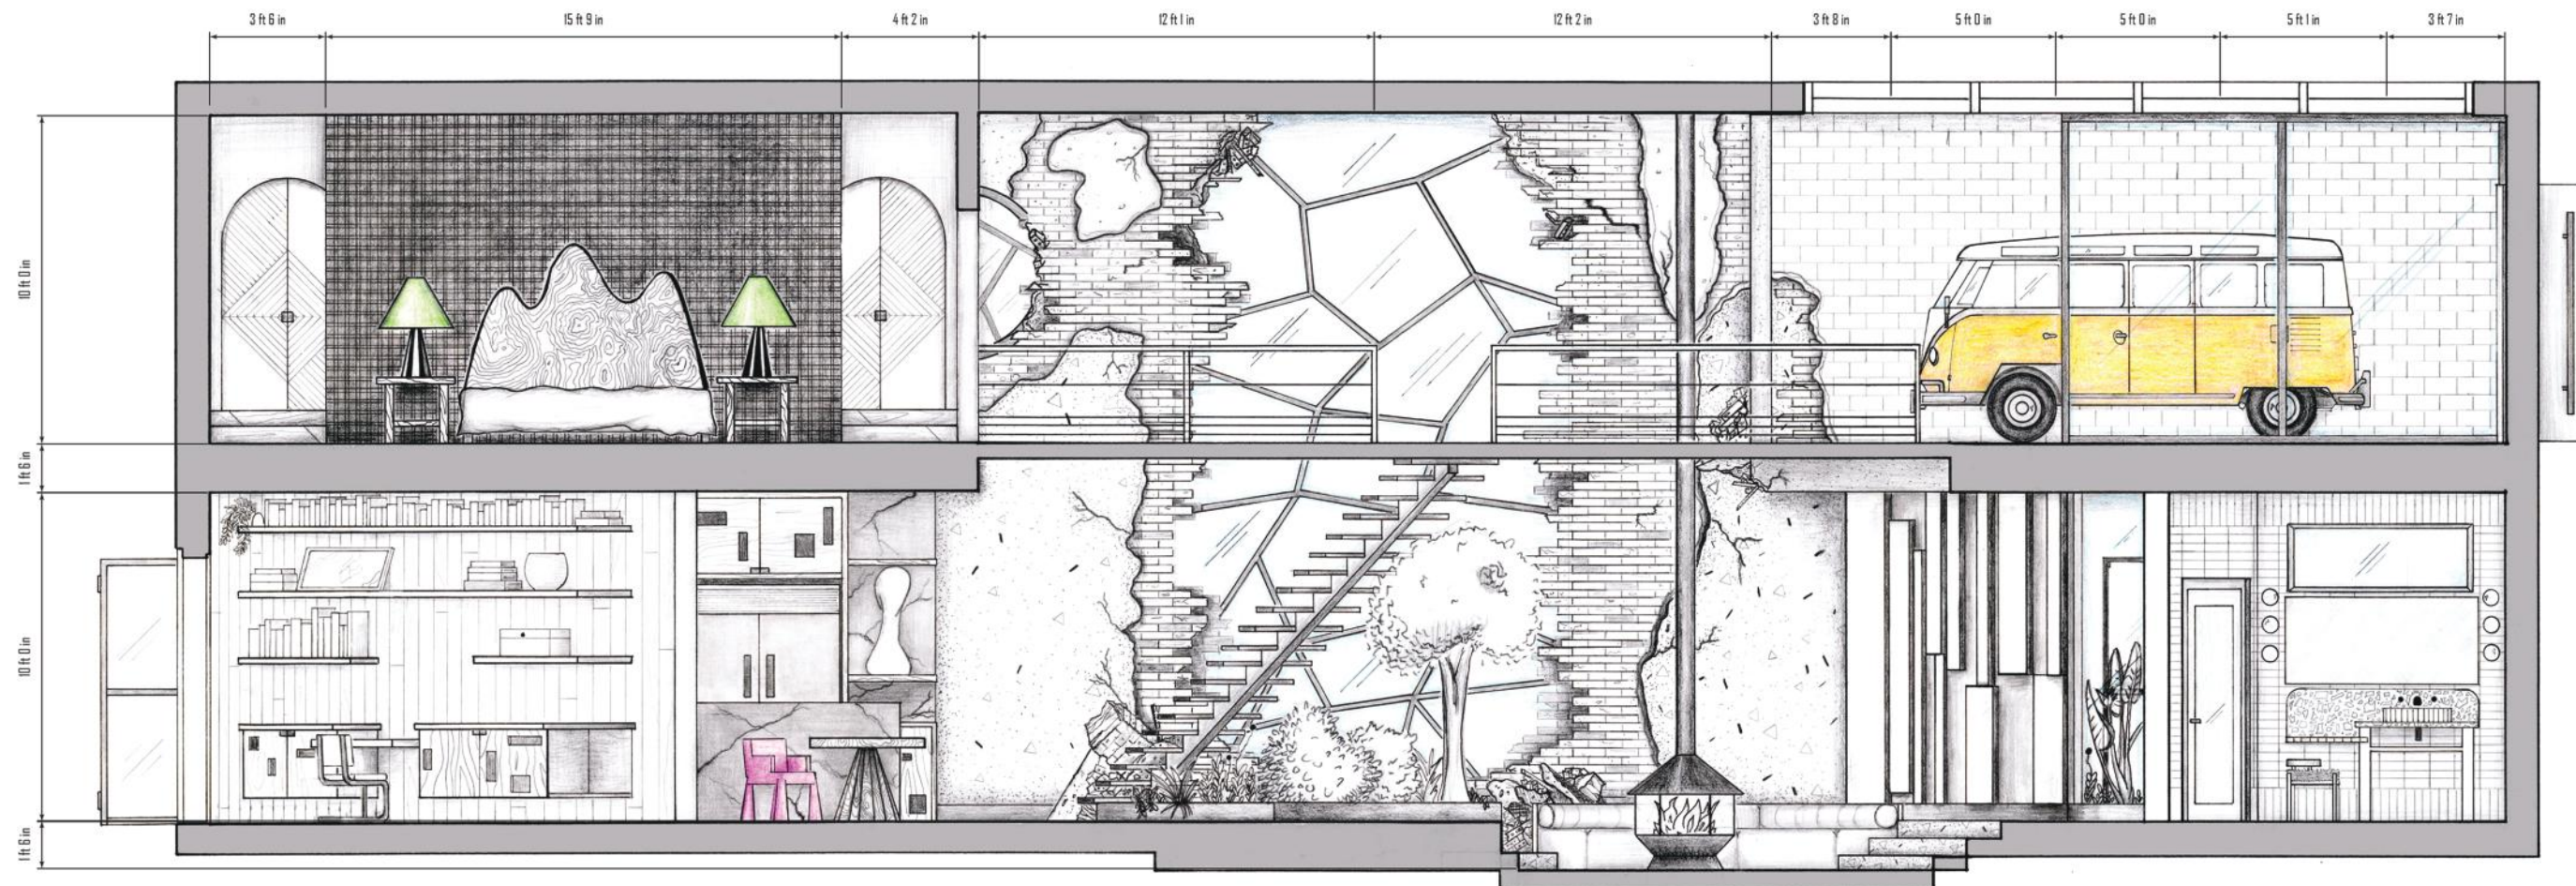 3 ft 6 in
15 ft 9 in
4 ft 2 in
12 ft 1 in
12 ft 2 in
3 ft 8 in
5 ft 0 in
5 ft 0 in
5 ft 1 in
3 ft 7 in
10 ft 0 in
1 ft 6 in
10 ft 0 in
1 ft 6 in